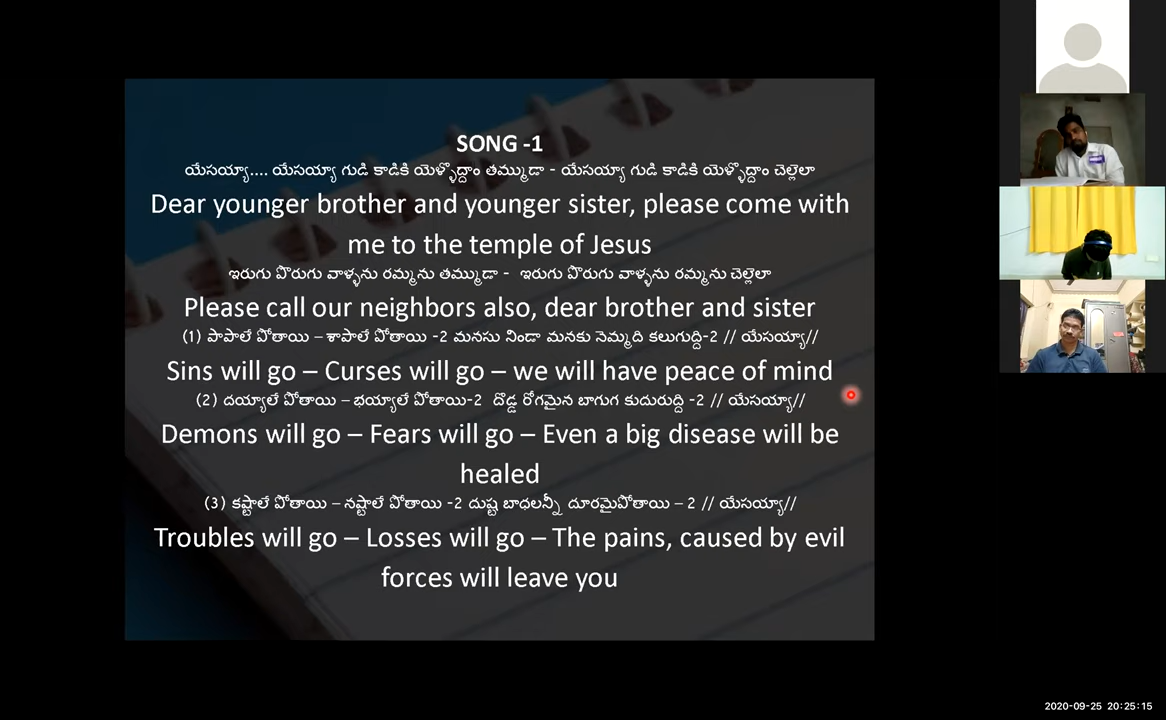 SONG -1
యేసయ్యా.... యేసయ్యా గుడి కాడికి యెళ్ళొద్దాం తమ్ముడా - యేసయ్యా గుడి కాడికి యెళ్ళొద్దాం చెల్లెలా
Dear younger brother and younger sister, please come with
me to the temple of Jesus
ఇరుగు పొరుగు వాళ్ళను రమ్మను తమ్ముడా - ఇరుగు పొరుగు వాళ్ళను రమ్మను చెల్లెలా
Please call our neighbors also, dear brother and sister
(1) పాపాలే పోతాయి – శాపాలే పోతాయి -2 మనసు నిండా మనకు నెమ్మది కలుగుద్ది-2 // యేసయ్యా//
Sins will go – Curses will go – we will have peace of mind
(2) దయ్యాలే పోతాయి – భయ్యాలే పోతాయి-2 దొడ్డ రోగమైన బాగుగ కుదురుద్ది -2 // యేసయ్యా//
Demons will go – Fears will go – Even a big disease will be
healed
(3) కష్టాలే పోతాయి – నష్టాలే పోతాయి -2 దుష్ట బాధలన్నీ దూరమైపోతాయి – 2 // యేసయ్యా//
Troubles will go – Losses will go – The pains, caused by evil
forces will leave you
2020-09-25 20:25:15